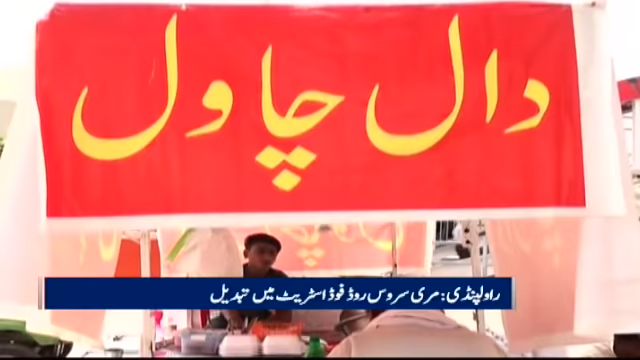 دال چاول
راولپنڈی: مری سروس روڈ فوڈ اسٹریٹ میں تبدیل